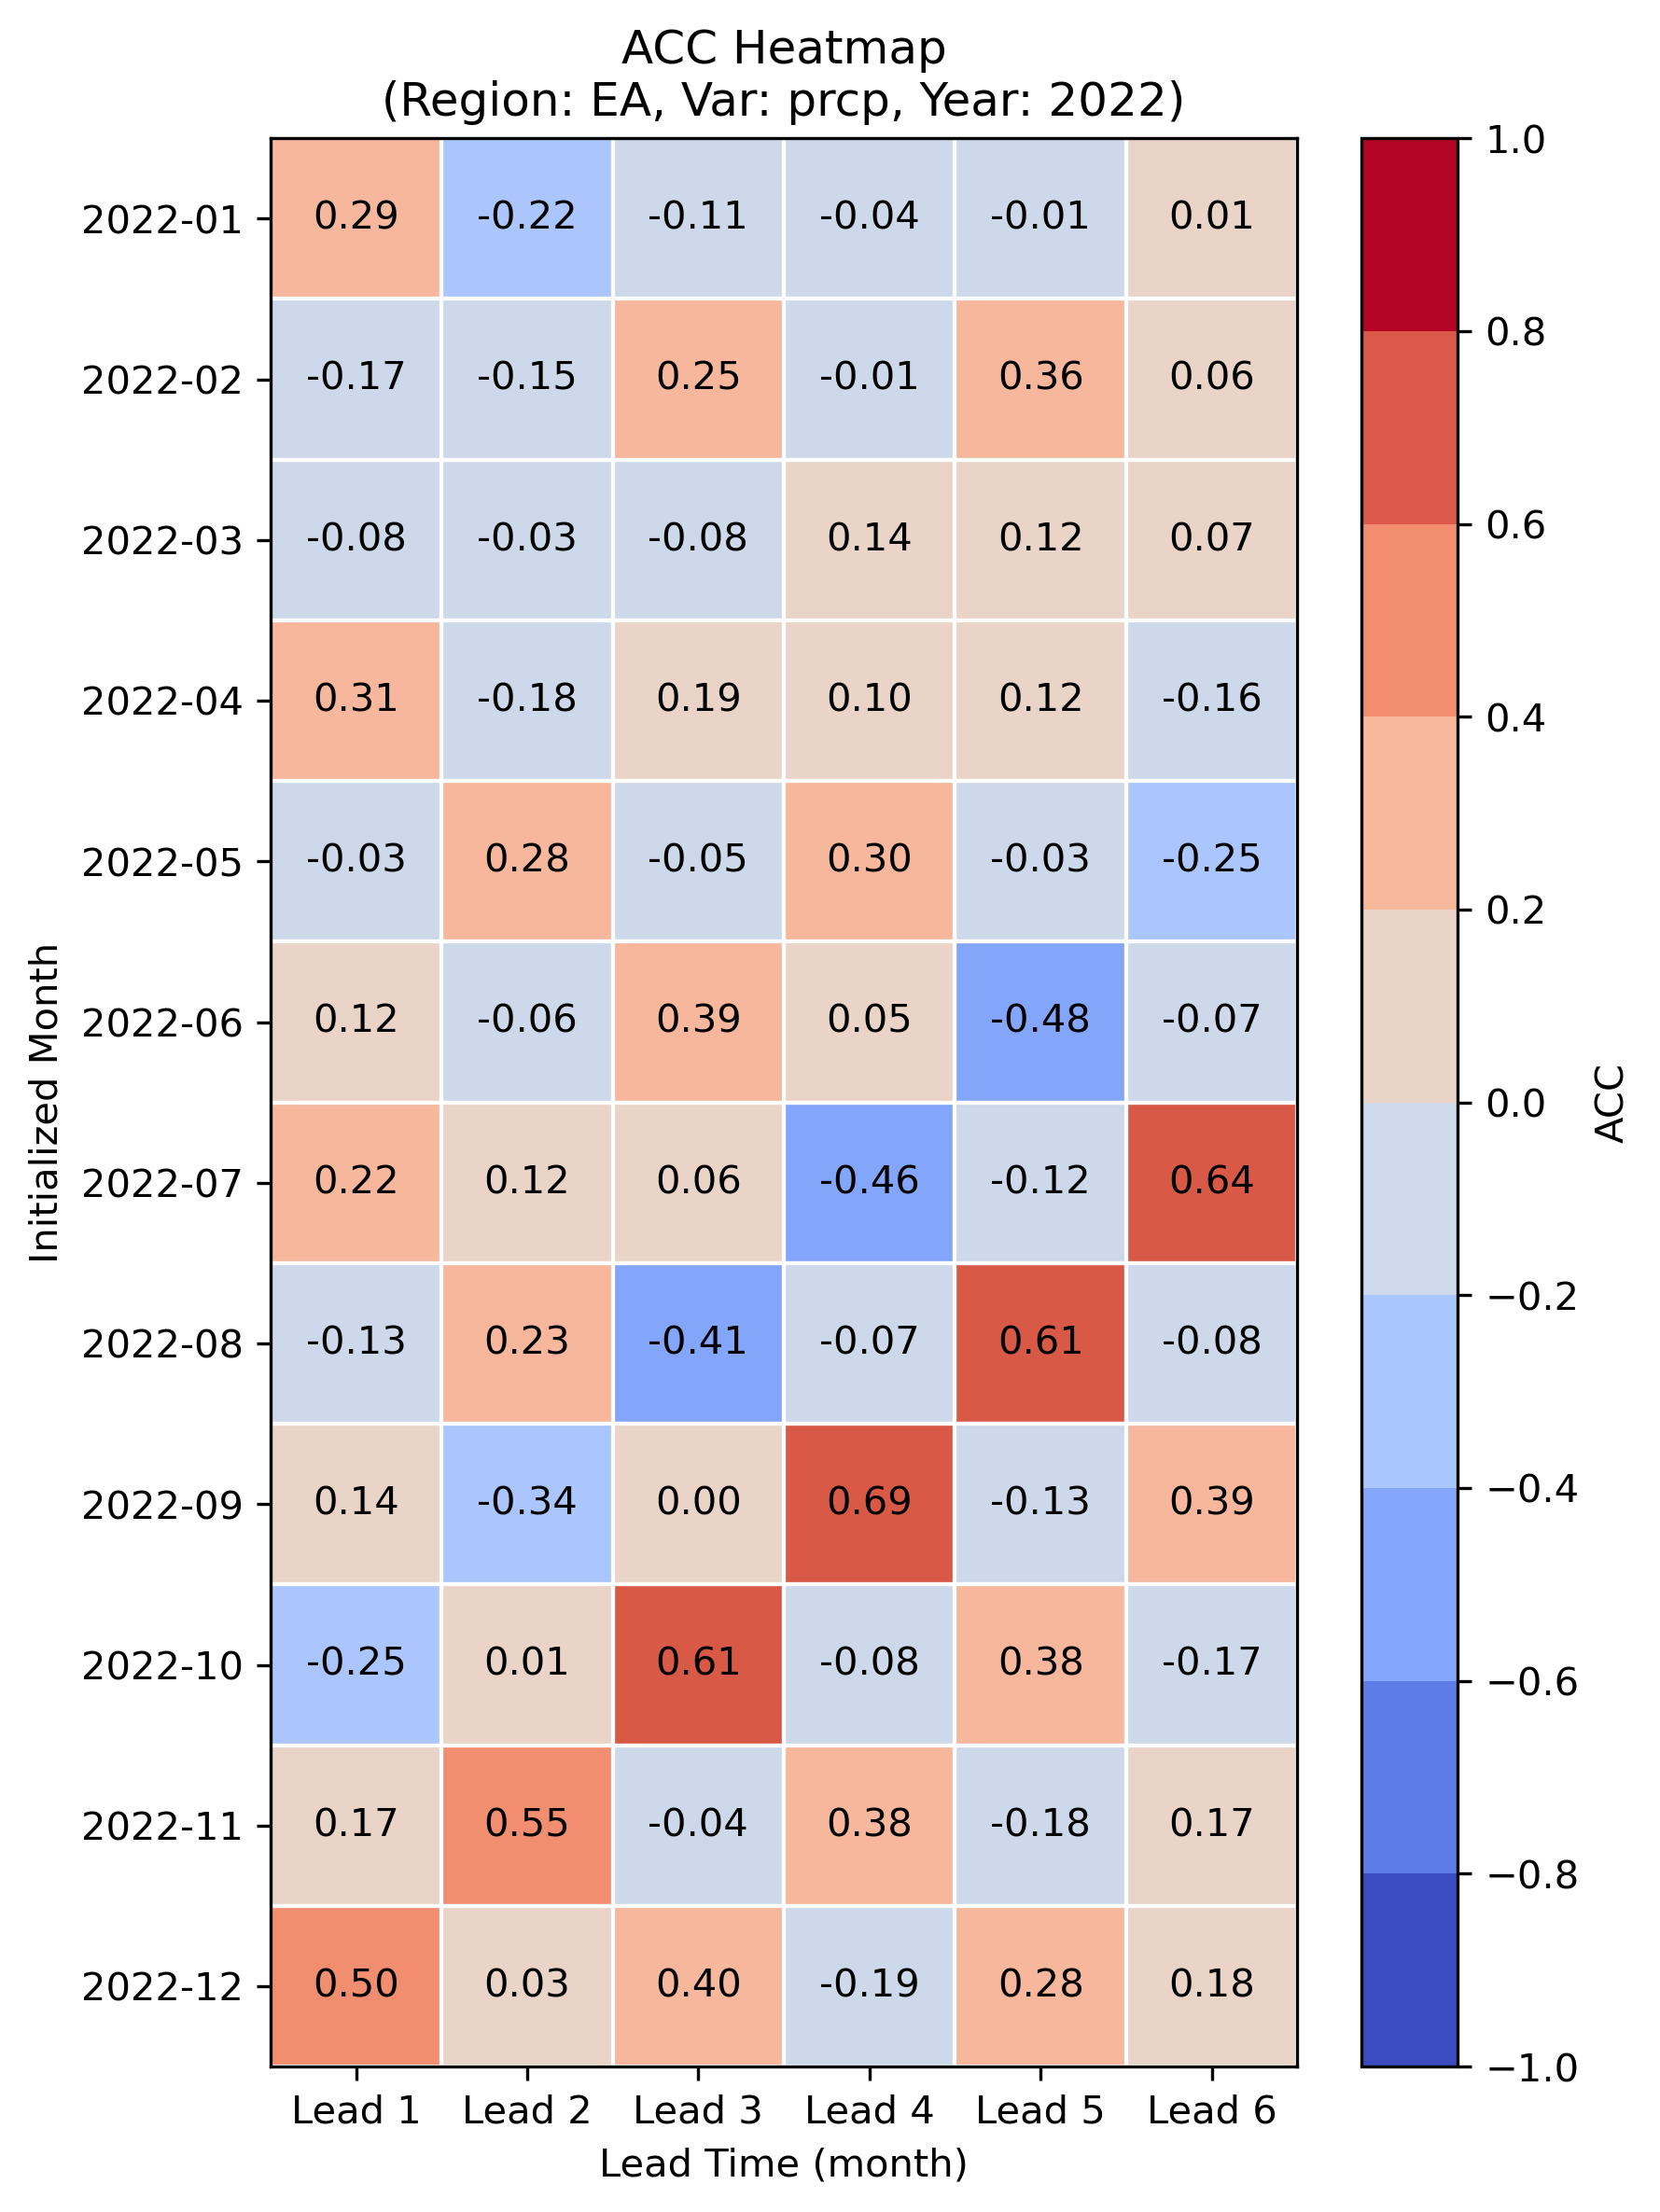 ACC Heatmap
(Region: EA, Var: prcp, Year: 2022)
Initialized Month
2022-01 0.29 -0.22 -0.11 -0.04 -0.01 0.01
2022-02 -0.17 -0.15 0.25 -0.01 0.36 0.06
2022-03 -0.08 -0.03 -0.08 0.14 0.12 0.07
2022-04 0.31 -0.18 0.19 0.10 0.12 -0.16
2022-05 -0.03 0.28 -0.05 0.30 -0.03 -0.25
2022-06 0.12 -0.06 0.39 0.05 -0.48 -0.07
2022-07 0.22 0.12 0.06 -0.46 -0.12 0.64
2022-08 -0.13 0.23 -0.41 -0.07 0.61 -0.08
2022-09 0.14 -0.34 0.00 0.69 -0.13 0.39
2022-10 -0.25 0.01 0.61 -0.08 0.38 -0.17
2022-11 0.17 0.55 -0.04 0.38 -0.18 0.17
2022-12 0.50 0.03 0.40 -0.19 0.28 0.18
Lead 1 Lead 2 Lead 3 Lead 4 Lead 5 Lead 6
Lead Time (month)
1.0
0.8
0.6
0.4
0.2
0.0
−0.2
−0.4
−0.6
−0.8
−1.0
ACC